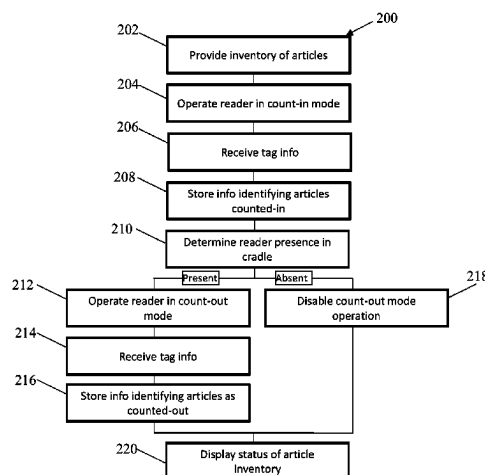 200
202
Provide inventory of articles
204
Operate reader in count-in mode
206
Receive tag info
208
Store info identifying articles
counted-in
210
Determine reader presence in
cradle
Present
Absent
212
Operate reader in count-out
mode
218
Disable count-out mode
operation
214
Receive tag info
216
Store info identifying articles as
counted-out
220
Display status of article
Inventory